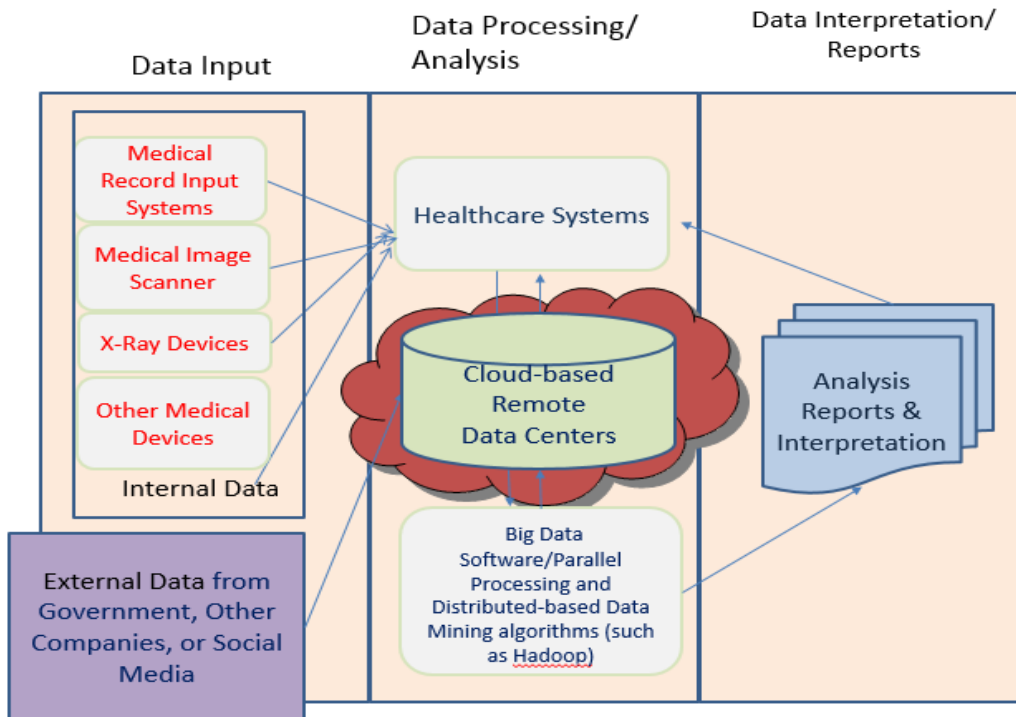 Data Input
Data Processing/
Analysis
Data Interpretation/
Reports
Medical
Record Input
Systems
Medical Image
Scanner
X-Ray Devices
Other Medical
Devices
Internal Data
External Data from
Government, Other
Companies, or Social
Media
Healthcare Systems
Cloud-based
Remote
Data Centers
Big Data
Software/Parallel
Processing and
Distributed-based Data
Mining algorithms (such
as Hadoop)
Analysis
Reports &
Interpretation